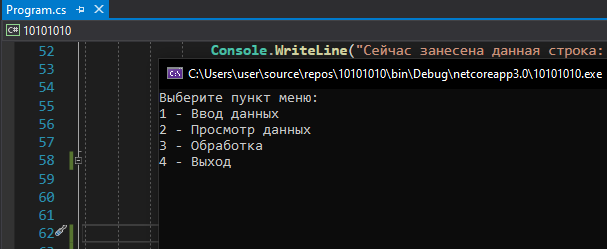 Program.cs
C# 10101010
52 Console.WriteLine("Сейчас занесена данная строка:
53
54
55
56
57
58
59
60
61
62
C:\Users\user\source\repos\10101010\bin\Debug\netcoreapp3.0\10101010.exe
Выберите пункт меню:
1 - Ввод данных
2 - Просмотр данных
3 - Обработка
4 - Выход